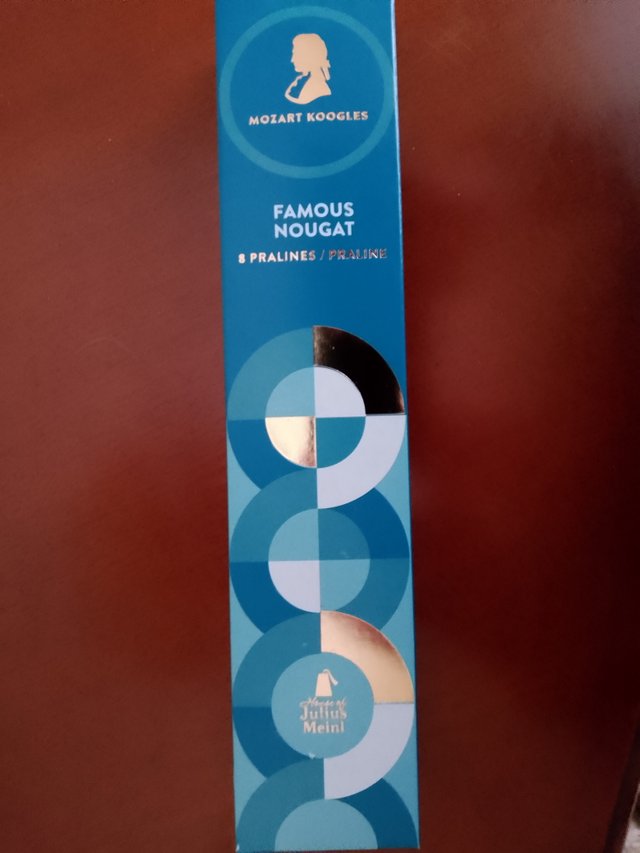 MOZART KOOGLES
FAMOUS
NOUGAT
8 PRALINES / PRALINE
House of
Julius
Meinl